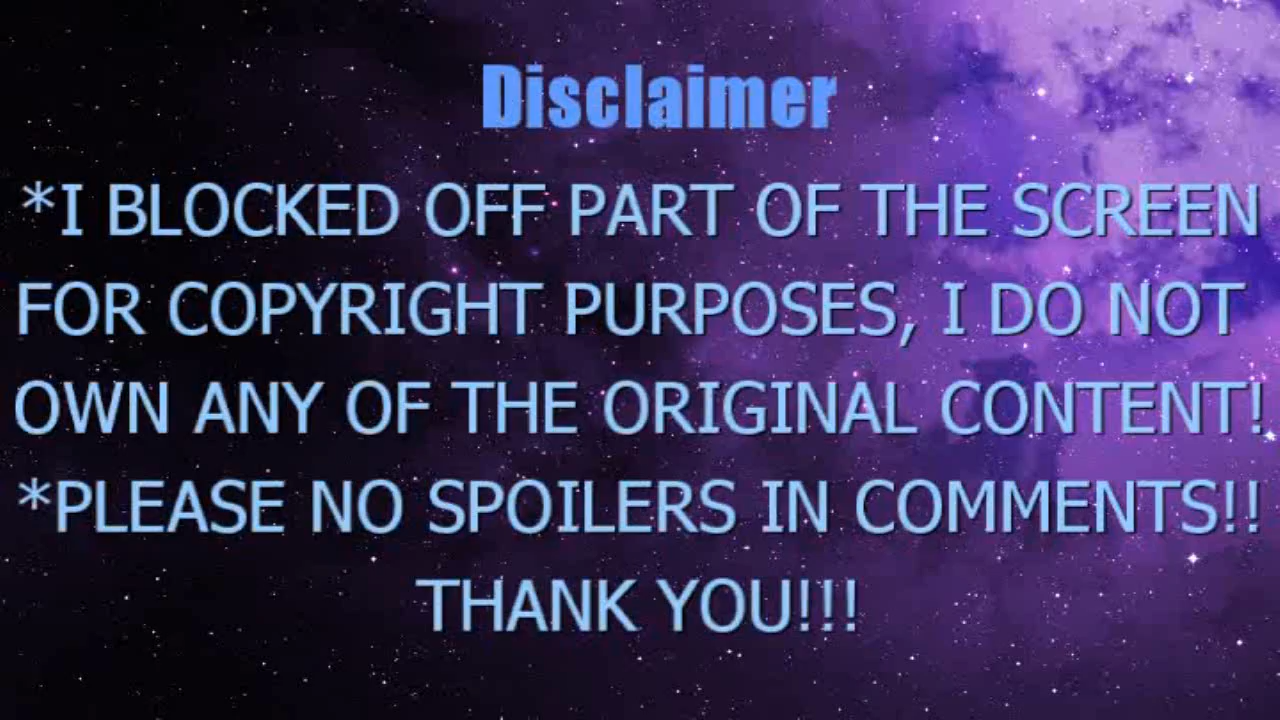 Disclaimer
*I BLOCKED OFF PART OF THE SCREEN
FOR COPYRIGHT PURPOSES, I DO NOT
OWN ANY OF THE ORIGINAL CONTENT!
*PLEASE NO SPOILERS IN COMMENTS!!
THANK YOU!!!